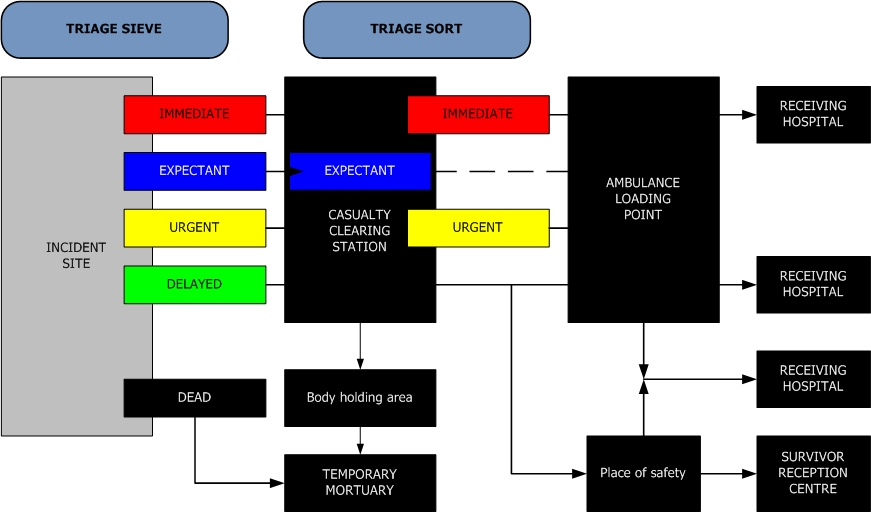 TRIAGE SIEVE
TRIAGE SORT
INCIDENT
SITE
IMMEDIATE
EXPECTANT
URGENT
DELAYED
DEAD
EXPECTANT
CASUALTY
CLEARING
STATION
IMMEDIATE
URGENT
AMBULANCE
LOADING
POINT
RECEIVING
HOSPITAL
RECEIVING
HOSPITAL
RECEIVING
HOSPITAL
Body holding area
TEMPORARY
MORTUARY
Place of safety
SURVIVOR
RECEPTION
CENTRE